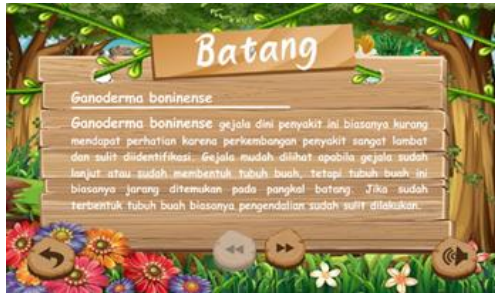 Batang
Ganoderma boninense
Ganoderma boninense gejala dini penyakit ini biasanya kurang
mendapat perhatian karena perkembangan penyakit sangat lambat
dan sulit diidentifikasi. Gejala mudah dilihat apabila gejala sudah
lanjut atau sudah membentuk tubuh buah, tetapi tubuh buah ini
biasanya jarang ditemukan pada pangkal batang. Jika sudah
terbentuk tubuh buah biasanya pengendalian sudah sulit dilakukan.